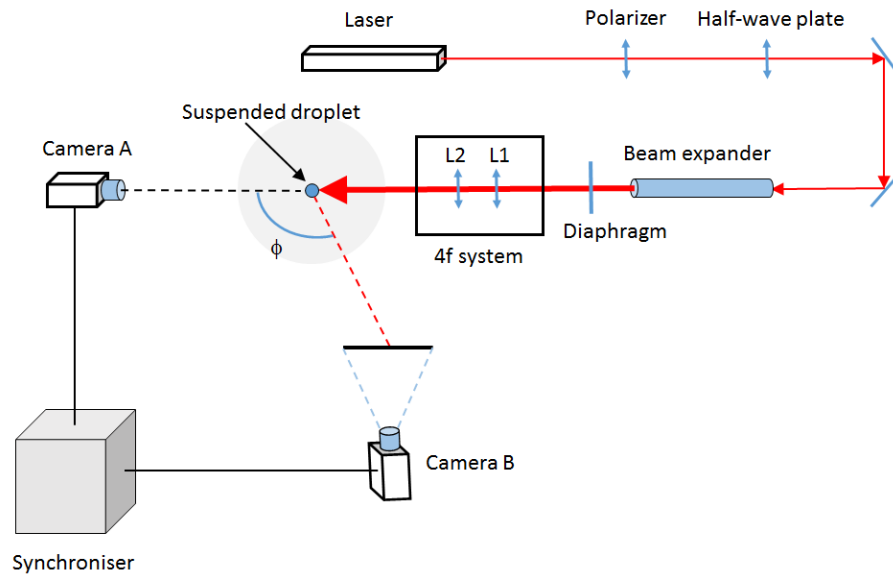 Laser
Polarizer
Half-wave plate
Suspended droplet
Camera A
L2
L1
Beam expander
Diaphragm
ϕ
4f system
Camera B
Synchroniser